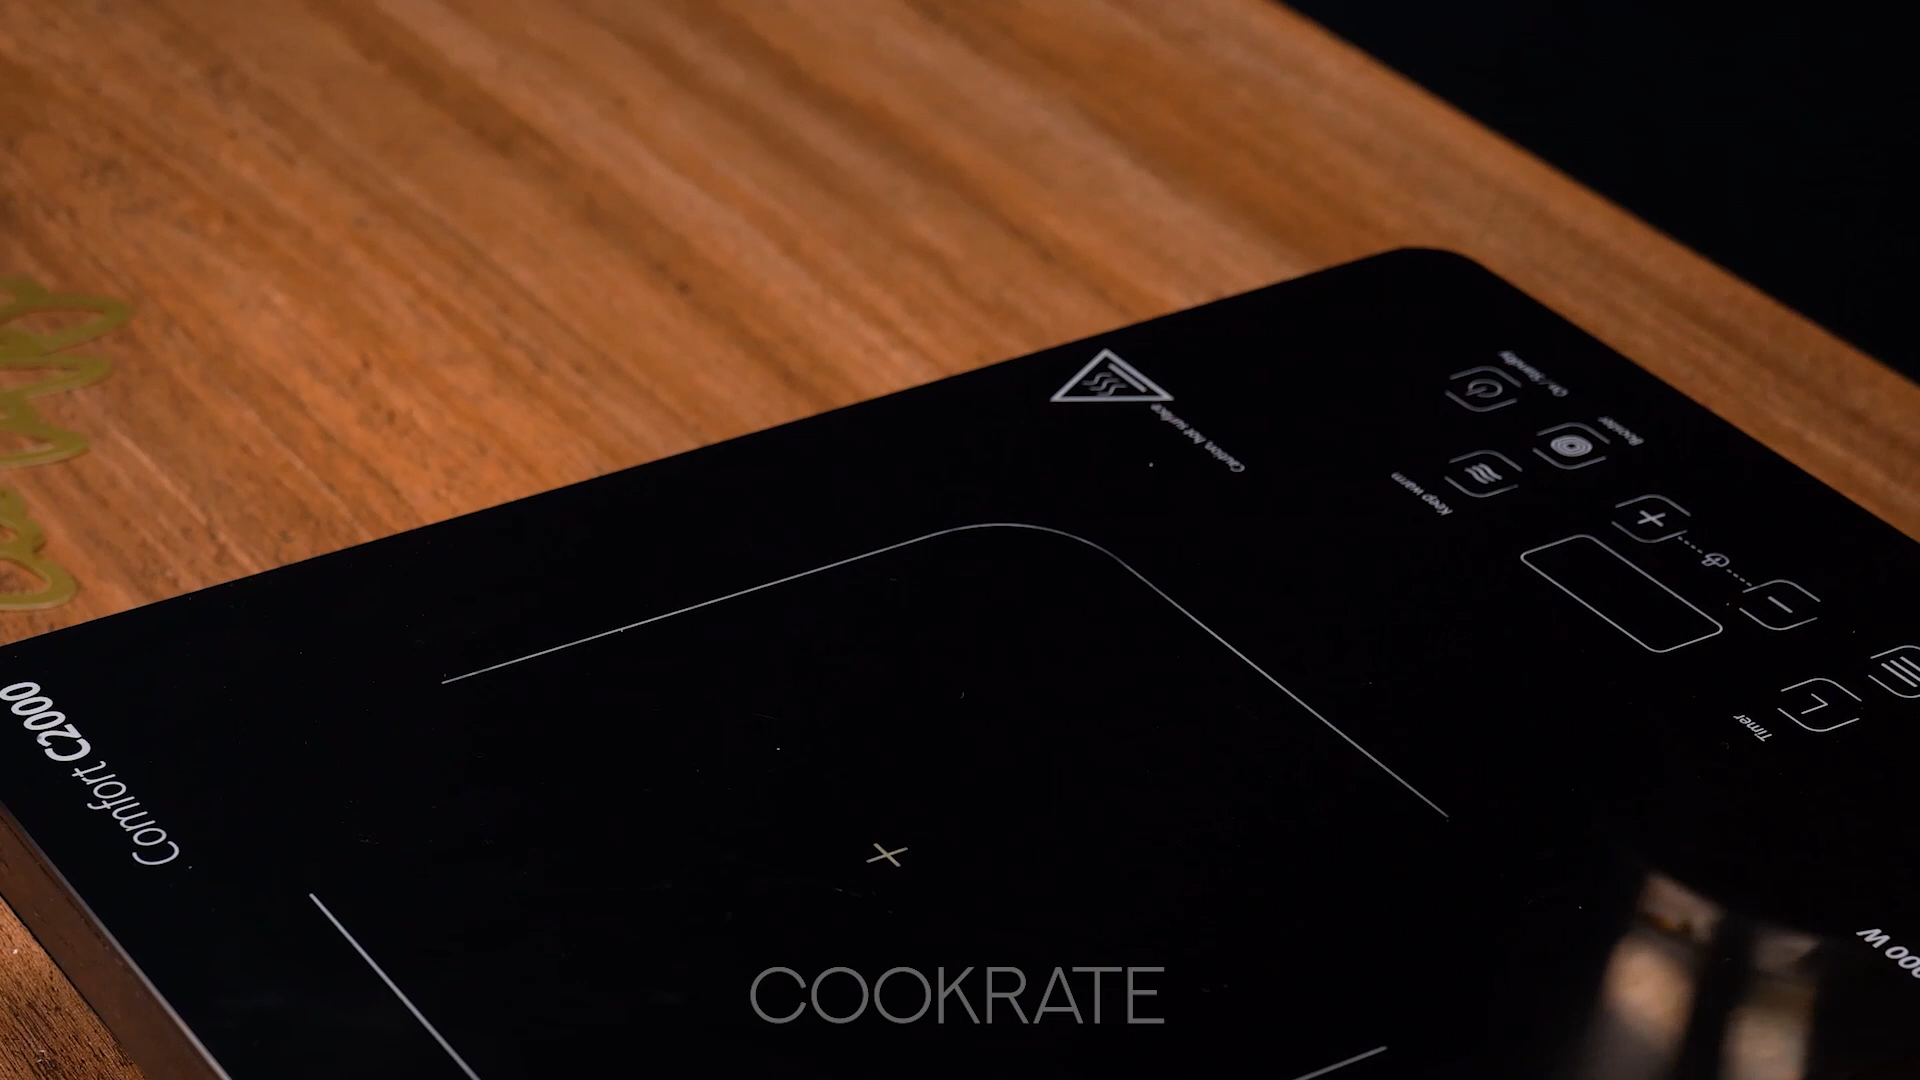 Caution, hot surface
On / Standby
Booster
Keep warm
Timer
Comfort C2000
W
COOKRATE